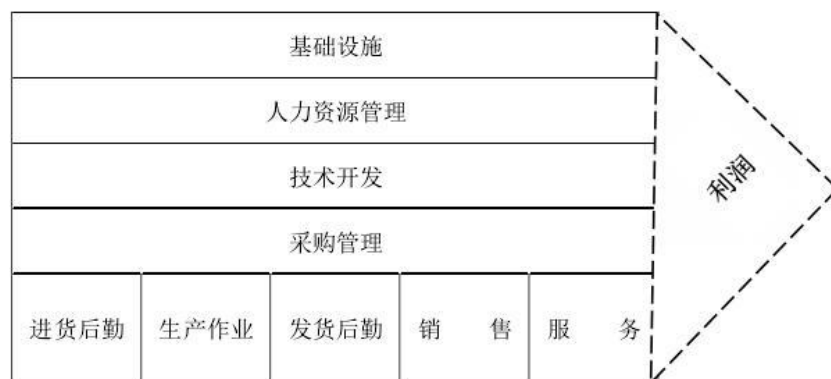 基础设施
人力资源管理
技术开发
采购管理
利润
进货后勤 生产作业 发货后勤 销 售 服 务